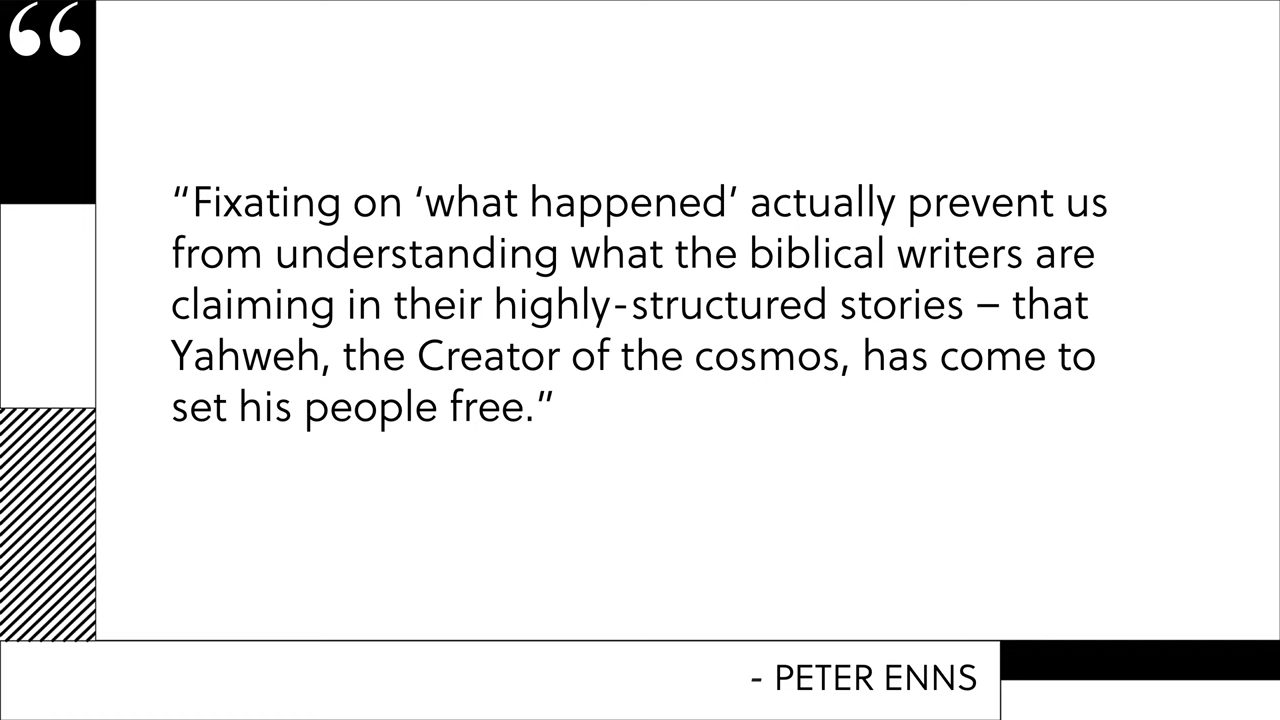 “
“Fixating on ‘what happened’ actually prevent us
from understanding what the biblical writers are
claiming in their highly-structured stories – that
Yahweh, the Creator of the cosmos, has come to
set his people free.”
- PETER ENNS